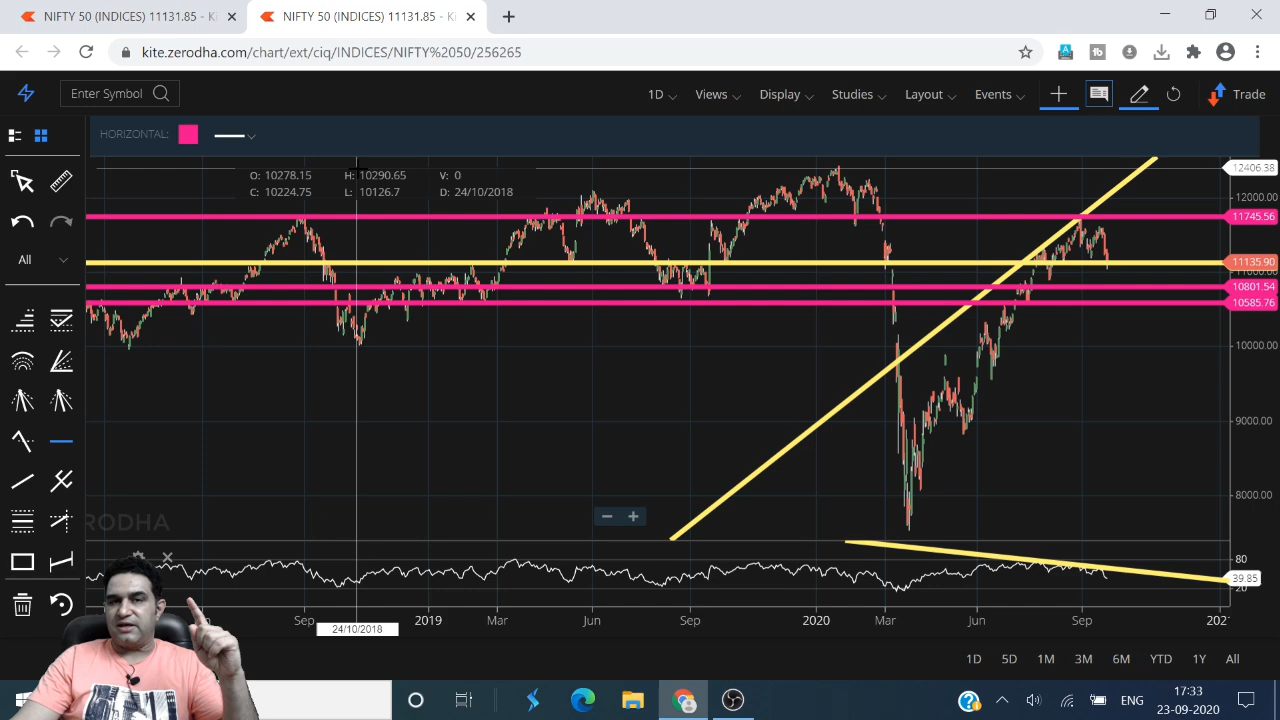 NIFTY 50 (INDICES) 11131.85 - Ki
NIFTY 50 (INDICES) 11131.85 - Ki
kite.zerodha.com/chart/ext/ciq/INDICES/NIFTY%2050/256265
Enter Symbol
1D
Views
Display
Studies
Layout
Events
Trade
HORIZONTAL:
O: 10278.15
H: 10290.65
V: 0
C: 10224.75
L: 10126.7
D: 24/10/2018
All
12406.38
12000.00
11745.56
11135.90
11000.00
10801.54
10585.76
10000.00
9000.00
8000.00
ERODHA
80
39.85
20
Sep
24/10/2018
2019
Mar
Jun
Sep
2020
Mar
Jun
Sep
2021
1D
5D
1M
3M
6M
YTD
1Y
All
ENG
17:33
23-09-2020